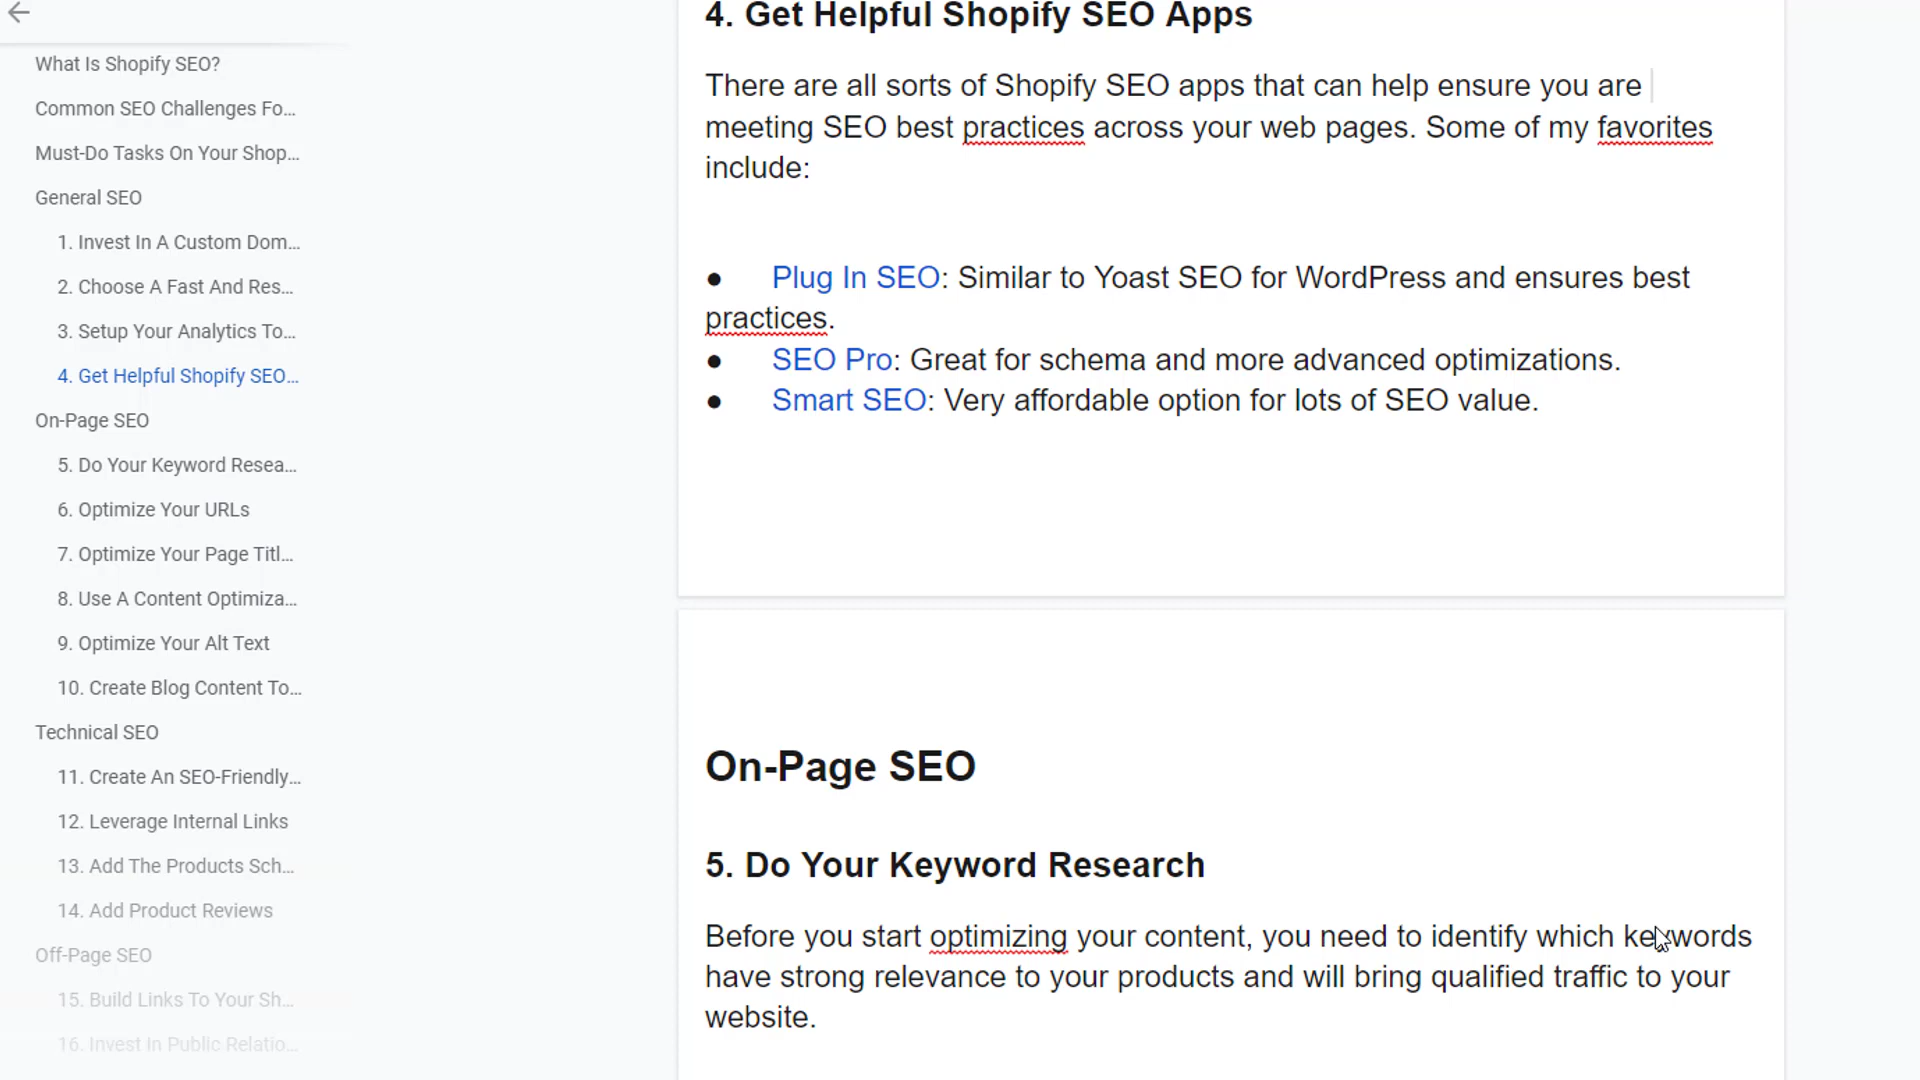 What Is Shopify SEO?
Common SEO Challenges Fo...
Must-Do Tasks On Your Shop...
General SEO
1. Invest In A Custom Dom...
2. Choose A Fast And Res...
3. Setup Your Analytics To...
4. Get Helpful Shopify SEO...
On-Page SEO
5. Do Your Keyword Resea...
6. Optimize Your URLs
7. Optimize Your Page Titl...
8. Use A Content Optimiza...
9. Optimize Your Alt Text
10. Create Blog Content To...
Technical SEO
11. Create An SEO-Friendly...
12. Leverage Internal Links
13. Add The Products Sch...
14. Add Product Reviews
Off-Page SEO
15. Build Links To Your Sh...
16. Invest In Public Relatio...
4. Get Helpful Shopify SEO Apps
There are all sorts of Shopify SEO apps that can help ensure you are
meeting SEO best practices across your web pages. Some of my favorites
include:
● Plug In SEO: Similar to Yoast SEO for WordPress and ensures best
practices.
● SEO Pro: Great for schema and more advanced optimizations.
● Smart SEO: Very affordable option for lots of SEO value.
On-Page SEO
5. Do Your Keyword Research
Before you start optimizing your content, you need to identify which keywords
have strong relevance to your products and will bring qualified traffic to your
website.